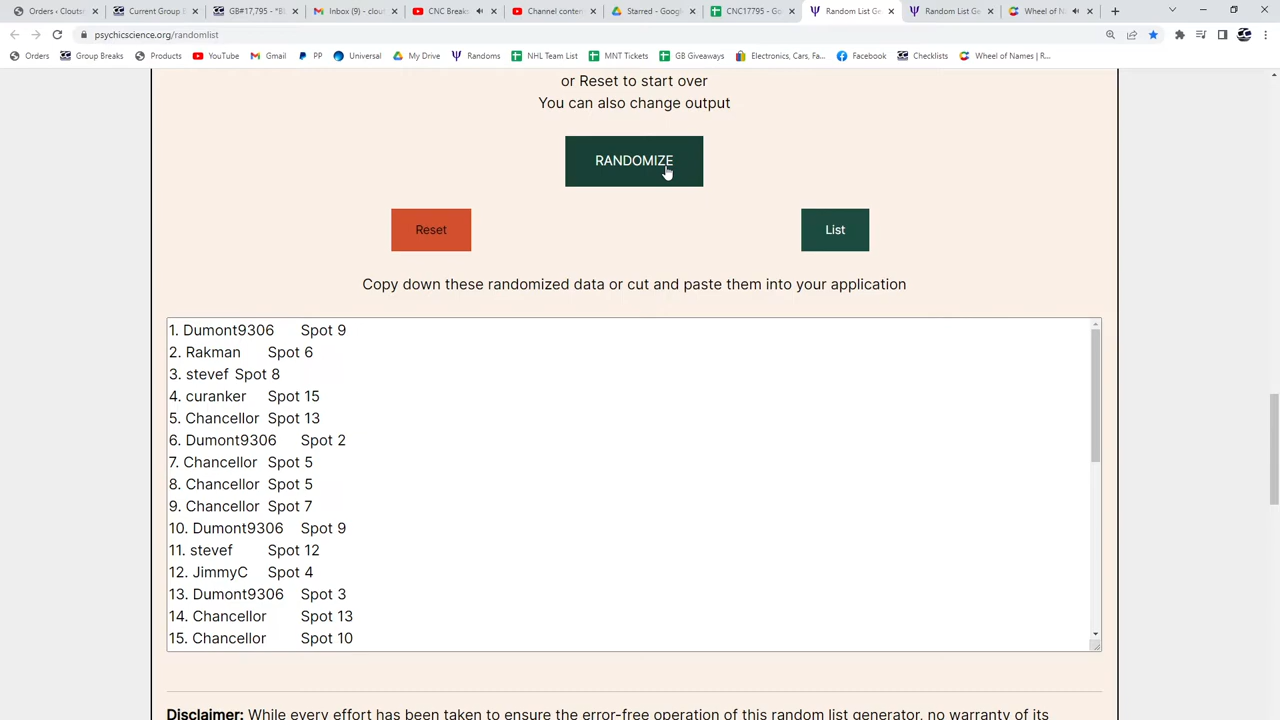 Orders ‹ Clouts
Current Group B
GB#17,795 - *B
Inbox (9) - clout
CNC Break
Channel conten
Starred - Google
CNC17795 - Go
Random List Ge
Random List Ge
Wheel of N
psychicscience.org/randomlist
Orders
Group Breaks
Products
YouTube
Gmail
PP
Universal
My Drive
Randoms
NHL Team List
MNT Tickets
GB Giveaways
Electronics, Cars, Fa...
Facebook
Checklists
Wheel of Names | R...
or Reset to start over
You can also change output
RANDOMIZE
Reset
List
Copy down these randomized data or cut and paste them into your application
1. Dumont9306 Spot 9
2. Rakman Spot 6
3. stevef Spot 8
4. curanker Spot 15
5. Chancellor Spot 13
6. Dumont9306 Spot 2
7. Chancellor Spot 5
8. Chancellor Spot 5
9. Chancellor Spot 7
10. Dumont9306 Spot 9
11. stevef Spot 12
12. JimmyC Spot 4
13. Dumont9306 Spot 3
14. Chancellor Spot 13
15. Chancellor Spot 10
Disclaimer: While every effort has been taken to ensure the error-free operation of this random list generator, no warranty of its